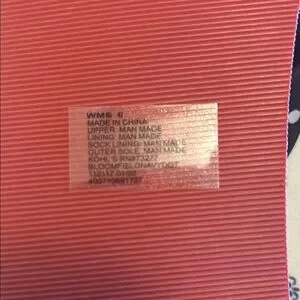 WMS 6
MADE IN CHINA
UPPER: MAN MADE
LINING: MAN MADE
SOCK LINING: MAN MADE
OUTER SOLE: MAN MADE
KOHL'S RN#73277
BLOOMFIELDNAVYDOT